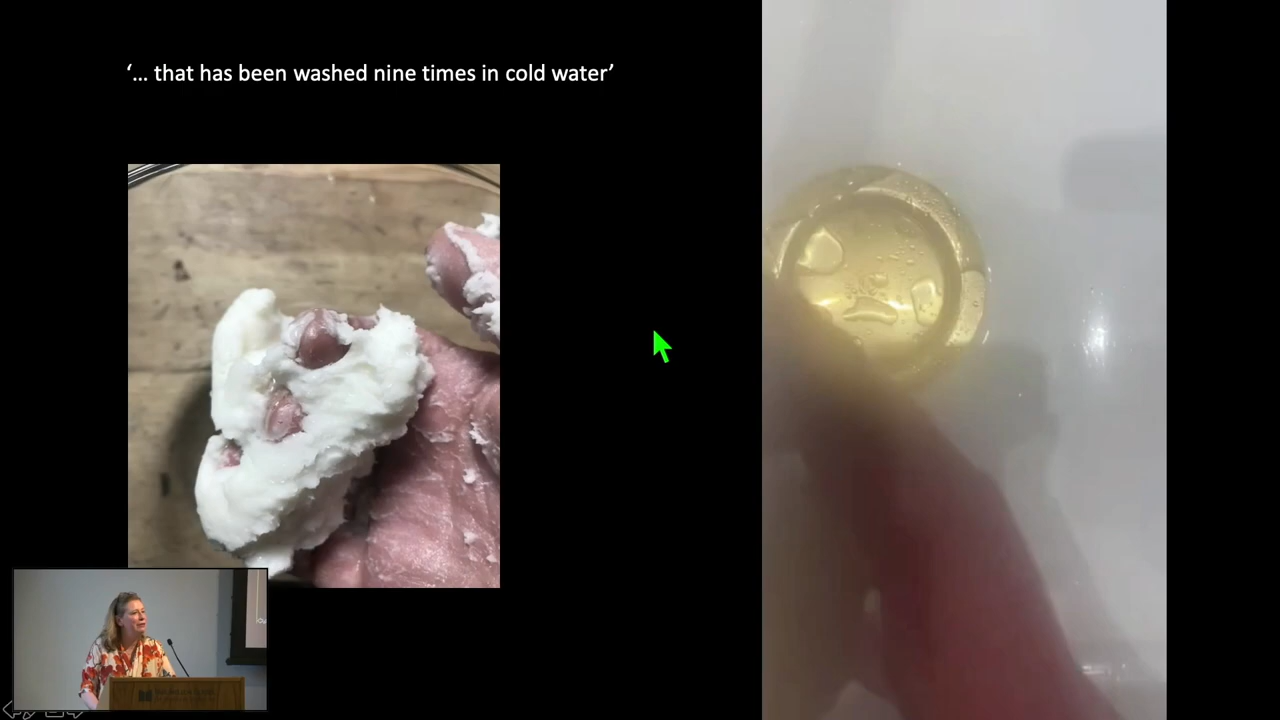 ‘… that has been washed nine times in cold water’